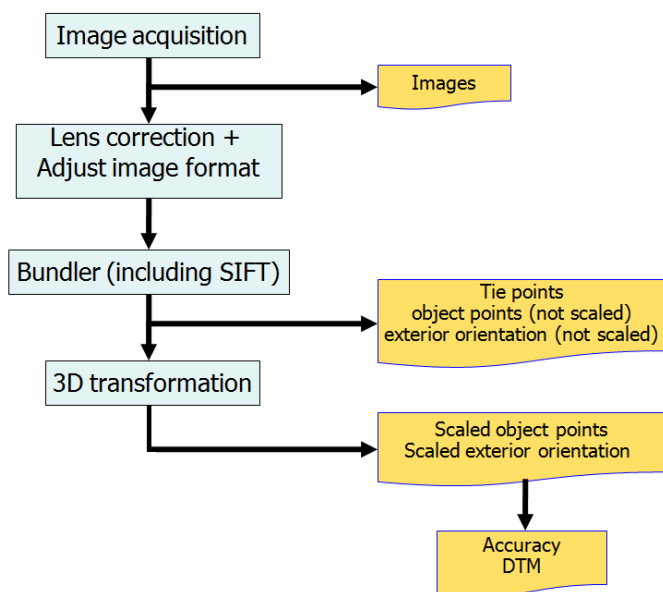 Image acquisition
Images
Lens correction +
Adjust image format
Bundler (including SIFT)
Tie points
object points (not scaled)
exterior orientation (not scaled)
3D transformation
Scaled object points
Scaled exterior orientation
Accuracy
DTM